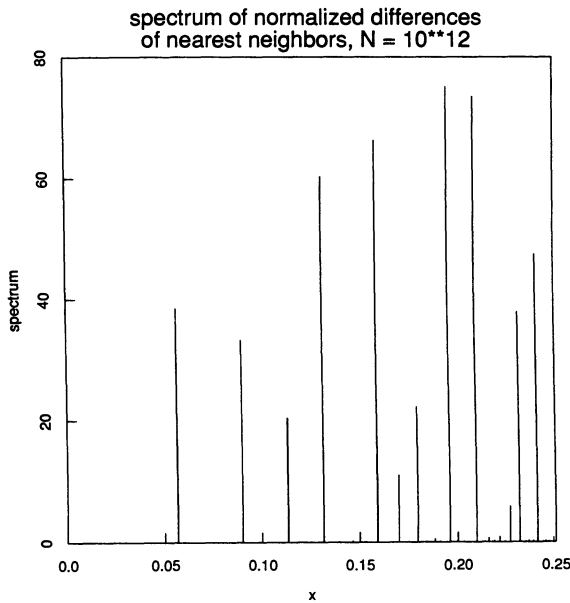 spectrum of normalized differences
of nearest neighbors, N = 10**12
80
60
40
20
0
spectrum
0.0
0.05
0.10
0.15
0.20
0.25
x